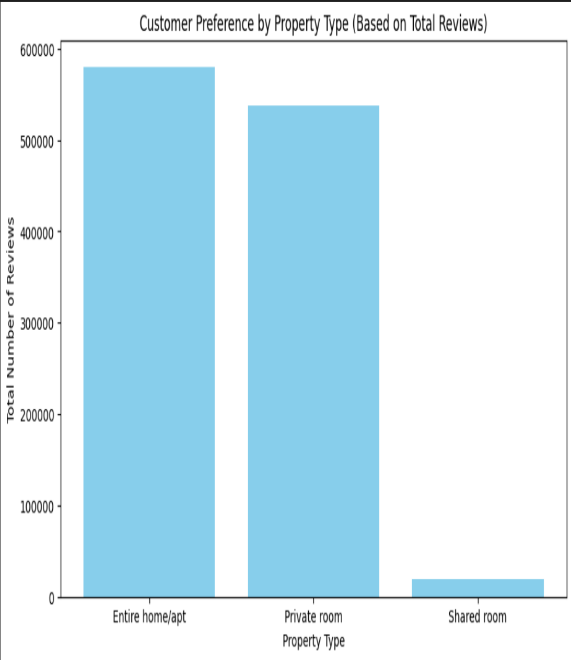 Customer Preference by Property Type (Based on Total Reviews)
Total Number of Reviews
600000
500000
400000
300000
200000
100000
0
Entire home/apt
Private room
Shared room
Property Type